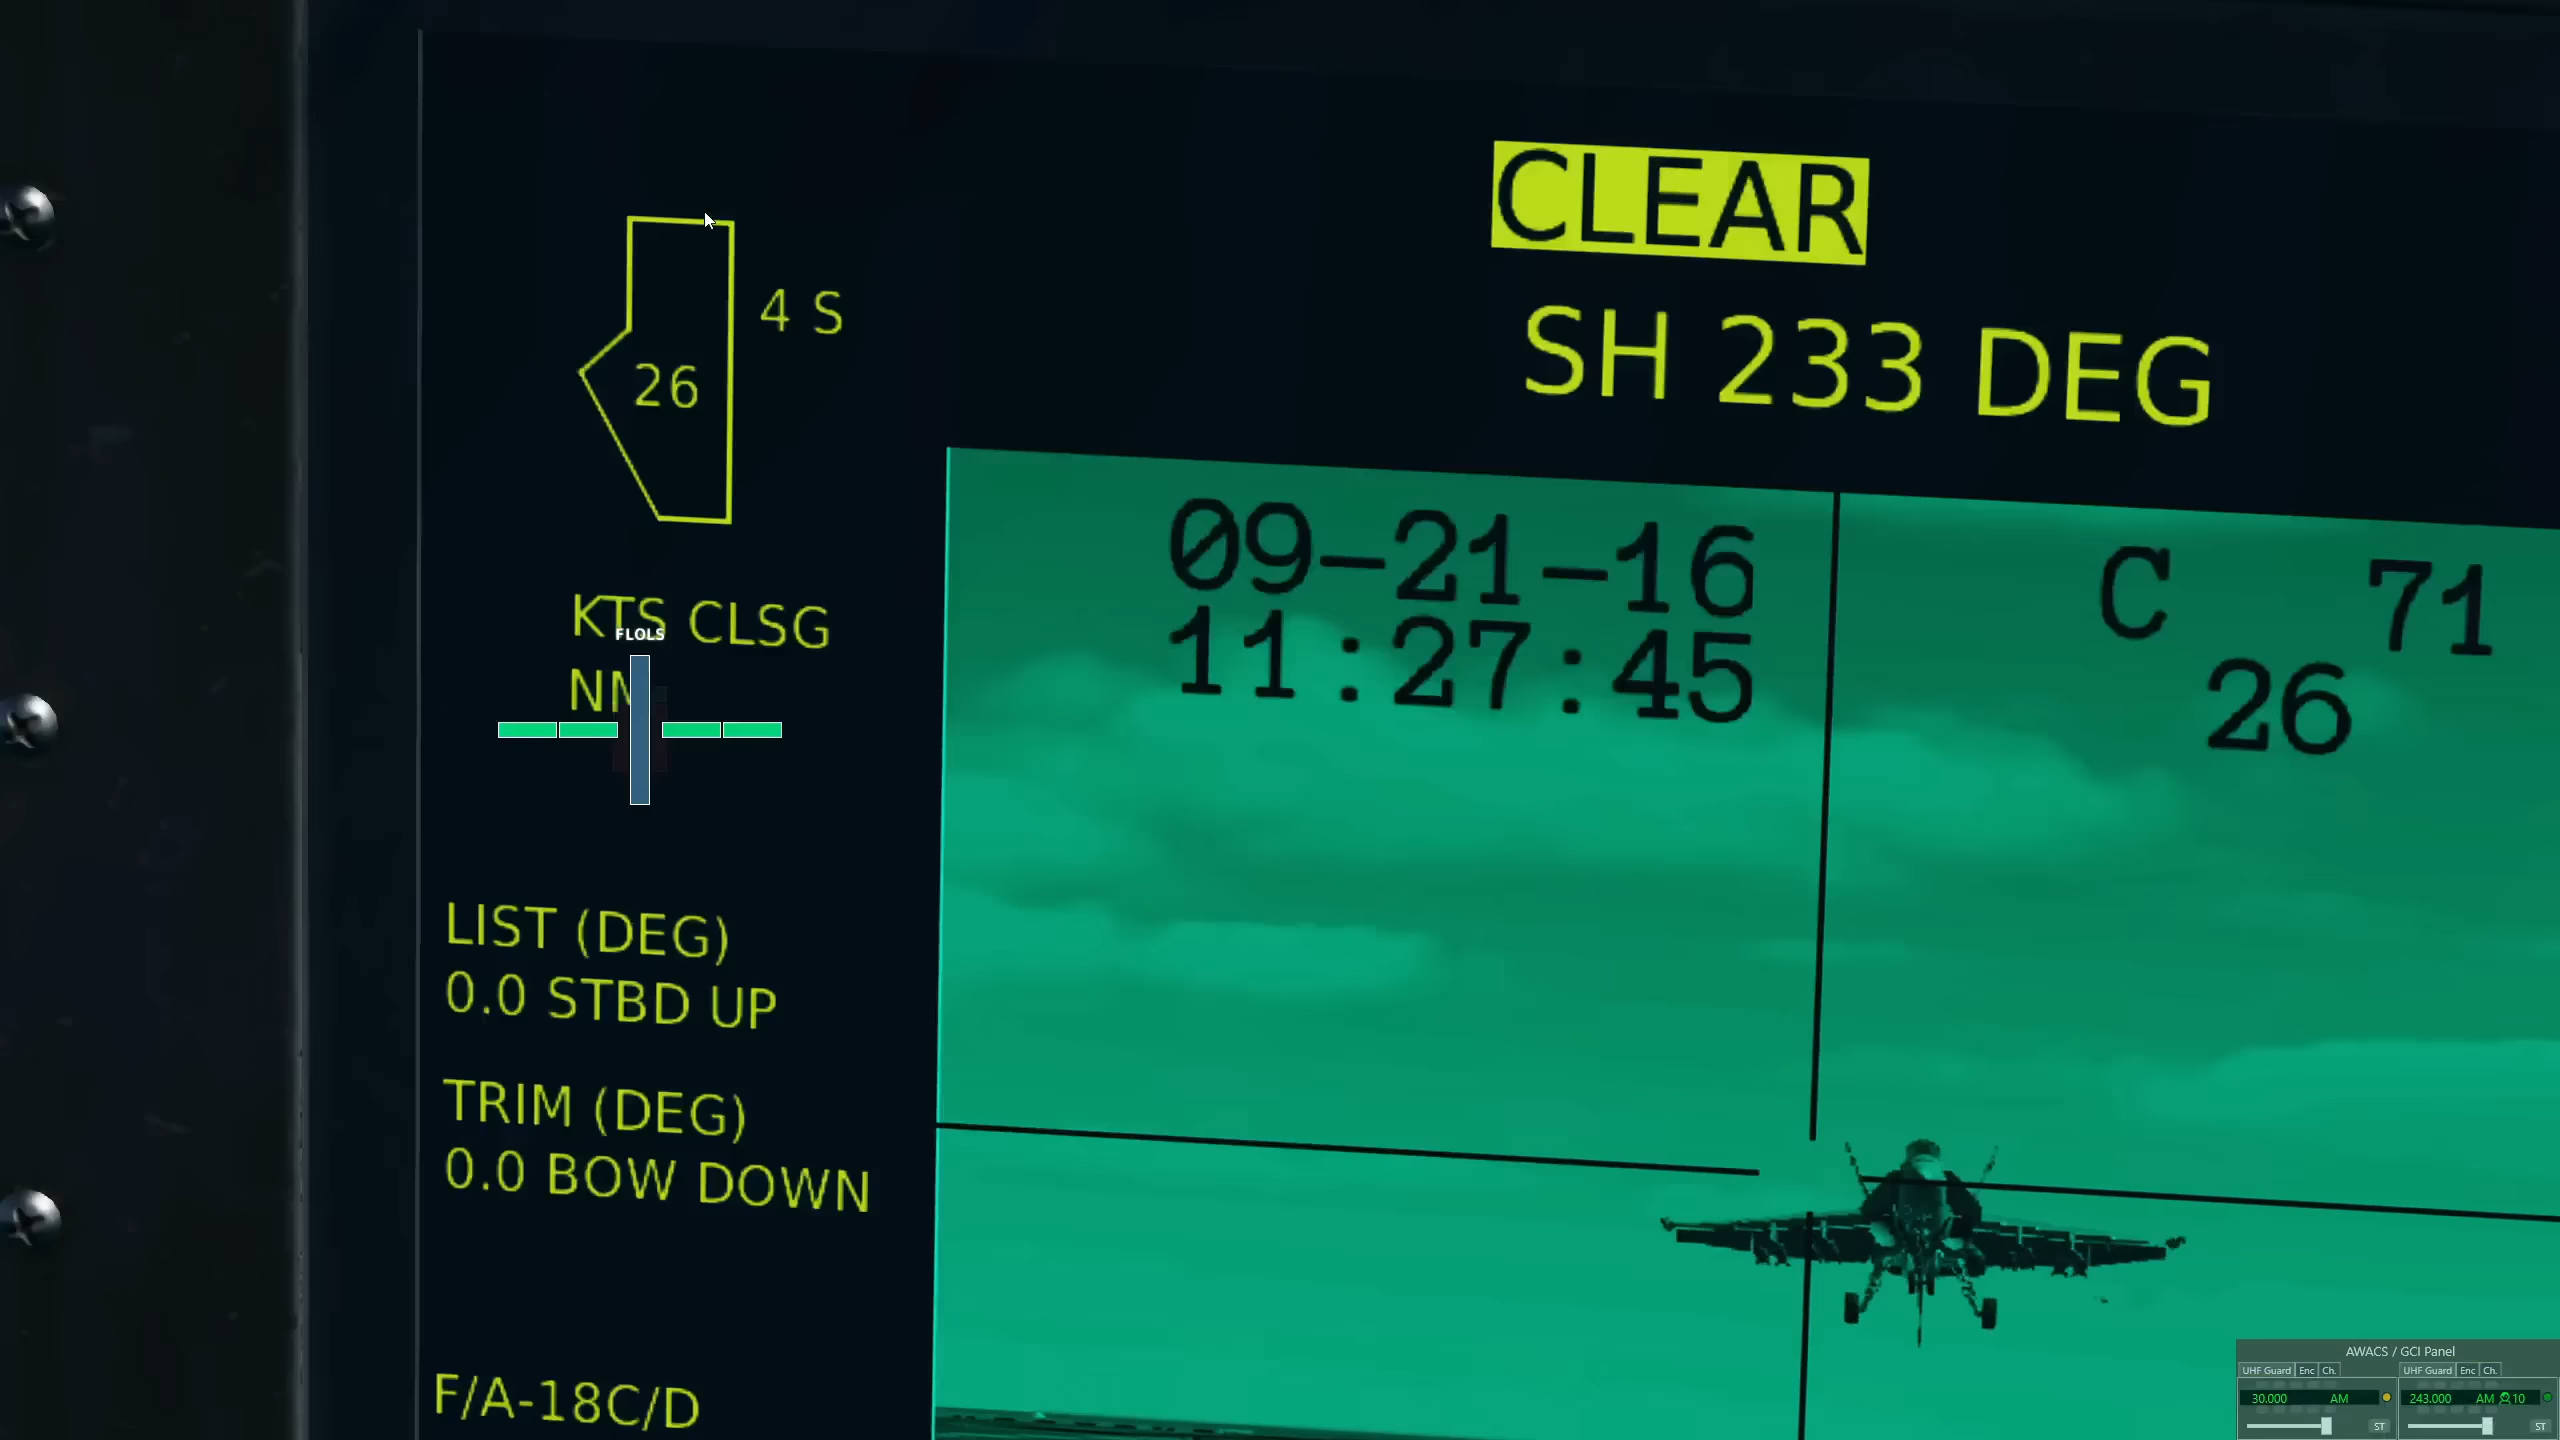 CLEAR
SH 233 DEG
4 S
26
KTS CLSG
FLOLS
NM
09-21-16
11:27:45
C 71
26
LIST (DEG)
0.0 STBD UP
TRIM (DEG)
0.0 BOW DOWN
F/A-18C/D
AWACS / GCI Panel
UHF Guard Enc Ch. UHF Guard Enc Ch.
30.000 AM 243.000 AM 10
ST ST